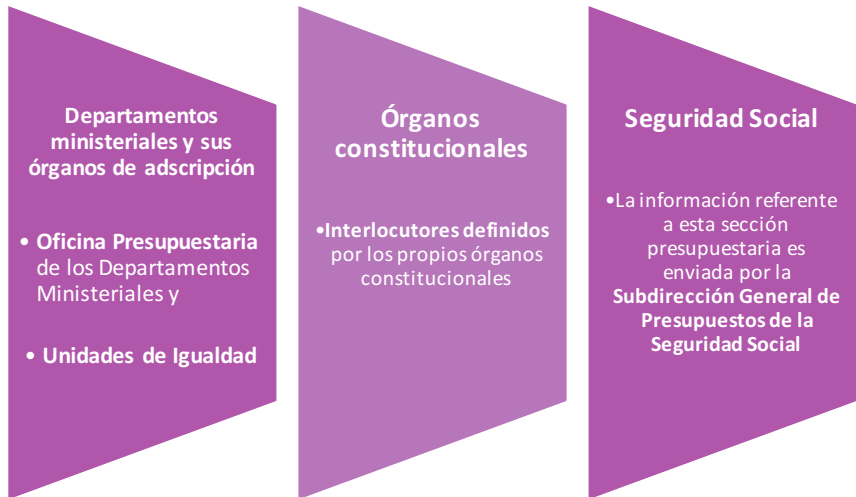 Departamentos
ministeriales y sus
órganos de adscripción
• Oficina Presupuestaria
de los Departamentos
Ministeriales y
• Unidades de Igualdad
Órganos
constitucionales
•Interlocutores definidos
por los propios órganos
constitucionales
Seguridad Social
•La información referente
a esta sección
presupuestaria es
enviada por la
Subdirección General de
Presupuestos de la
Seguridad Social